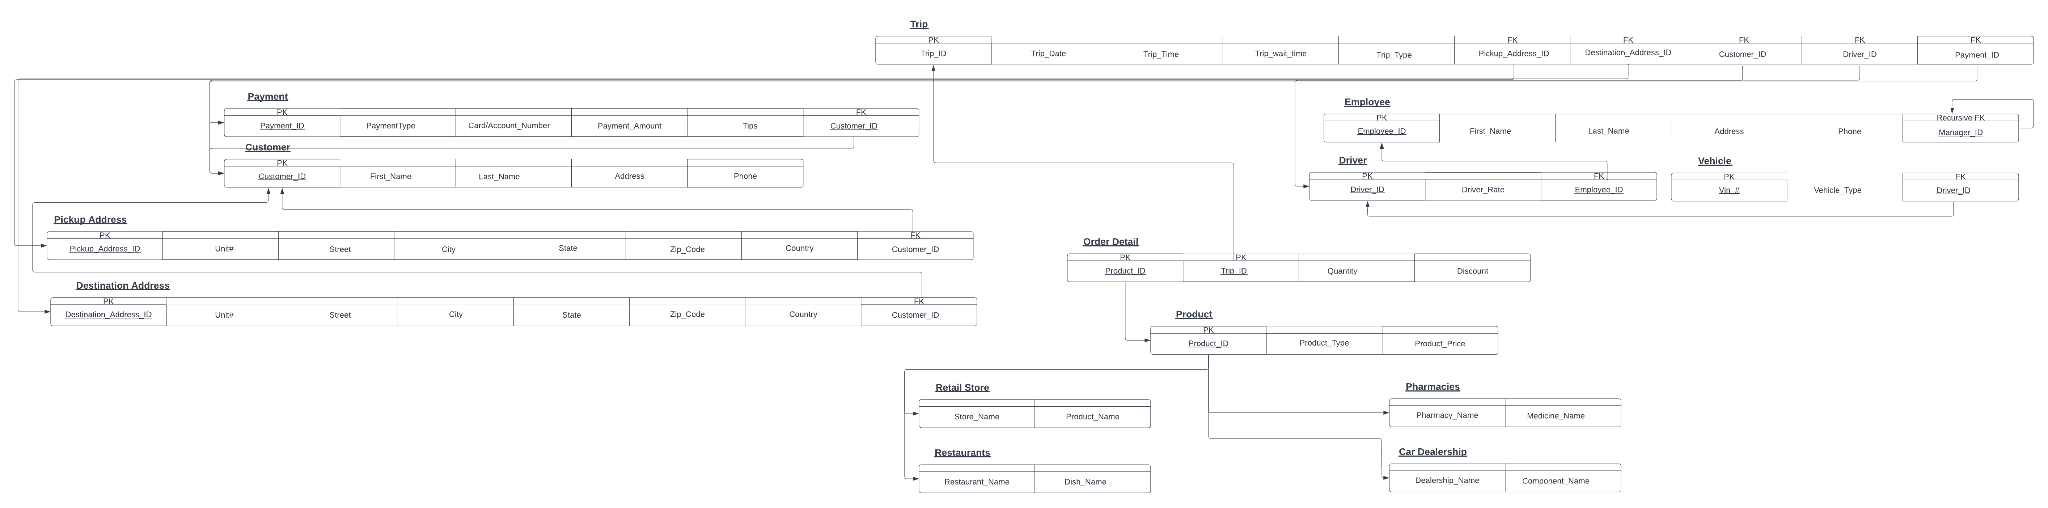 Trip
PK FK FK FK FK FK
Trip_ID Trip_Date Trip_Time Trip_wait_time Trip_Type Pickup_Address_ID Destination_Address_ID Customer_ID Driver_ID Payment_ID
Payment
PK FK
Payment_ID PaymentType Card/Account_Number Payment_Amount Tips Customer_ID
Employee
PK Recursive FK
Employee_ID First_Name Last_Name Address Phone Manager_ID
Customer
PK
Customer_ID First_Name Last_Name Address Phone
Driver
PK FK
Driver_ID Driver_Rate Employee_ID
Vehicle
PK FK
Vin_# Vehicle_Type Driver_ID
Pickup Address
PK FK
Pickup_Address_ID Unit# Street City State Zip_Code Country Customer_ID
Order Detail
PK PK
Product_ID Trip_ID Quantity Discount
Destination Address
PK FK
Destination_Address_ID Unit# Street City State Zip_Code Country Customer_ID
Product
PK
Product_ID Product_Type Product_Price
Retail Store
Store_Name Product_Name
Pharmacies
Pharmacy_Name Medicine_Name
Restaurants
Restaurant_Name Dish_Name
Car Dealership
Dealership_Name Component_Name